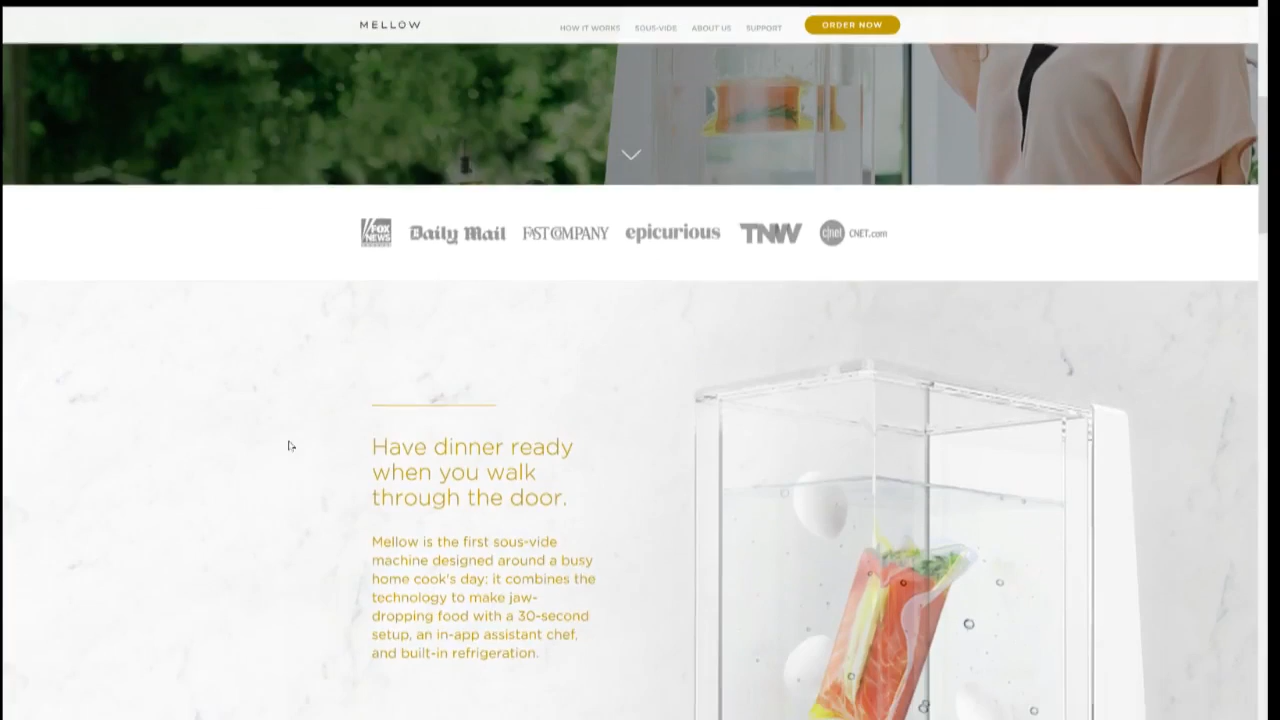 MELLOW
HOW IT WORKS SOUS-VIDE ABOUT US SUPPORT ORDER NOW
FOX NEWS Daily Mail FAST COMPANY epicurious TNW c|net CNET.com
Have dinner ready
when you walk
through the door.
Mellow is the first sous-vide
machine designed around a busy
home cook's day: it combines the
technology to make jaw-
dropping food with a 30-second
setup, an in-app assistant chef,
and built-in refrigeration.